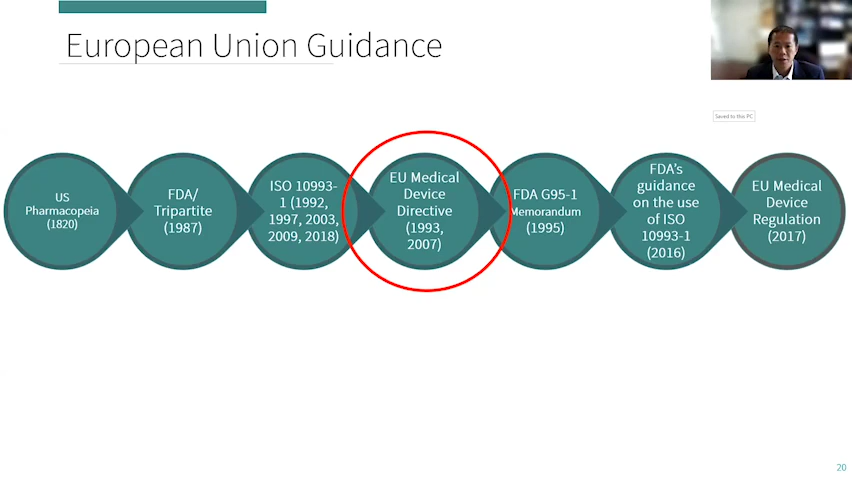 European Union Guidance
Saved to this PC
US
Pharmacopeia
(1820)
FDA/
Tripartite
(1987)
ISO 10993-
1 (1992,
1997, 2003,
2009, 2018)
EU Medical
Device
Directive
(1993,
2007)
FDA G95-1
Memorandum
(1995)
FDA's
guidance
on the use
of ISO
10993-1
(2016)
EU Medical
Device
Regulation
(2017)
20